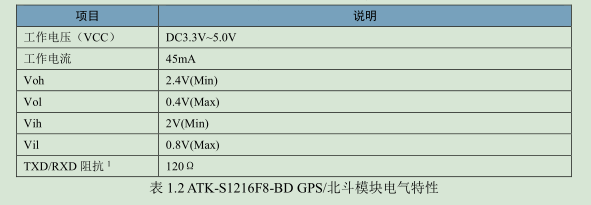 项目 说明
工作电压（VCC） DC3.3V~5.0V
工作电流 45mA
Voh 2.4V(Min)
Vol 0.4V(Max)
Vih 2V(Min)
Vil 0.8V(Max)
TXD/RXD 阻抗¹ 120Ω
表 1.2 ATK-S1216F8-BD GPS/北斗模块电气特性